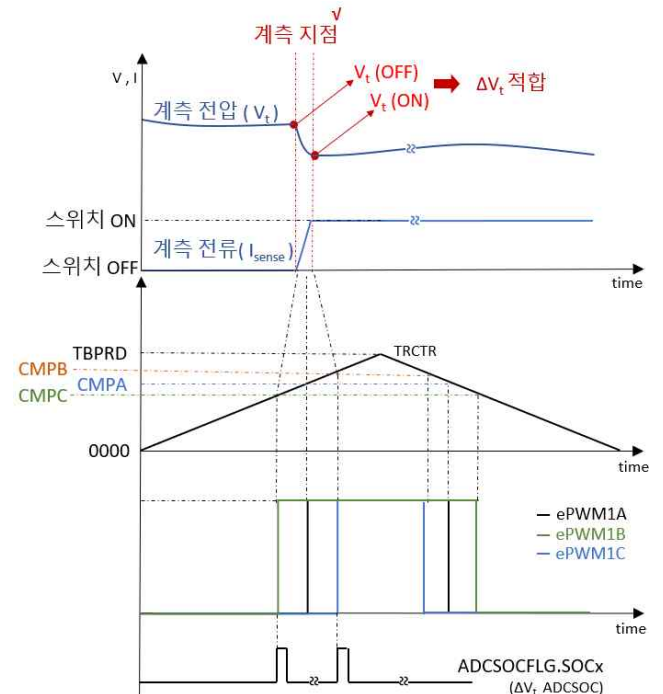 계측 지점√
V , I
V_t (OFF)
ΔV_t 적합
계측 전압 ( V_t )
V_t (ON)
스위치 ON
계측 전류( I_sense )
스위치 OFF
time
TBPRD
TRCTR
CMPB
CMPA
CMPC
0000
time
ePWM1A
ePWM1B
ePWM1C
ADCSOCFLG.SOCx
(ΔV_t, ADCSOC)